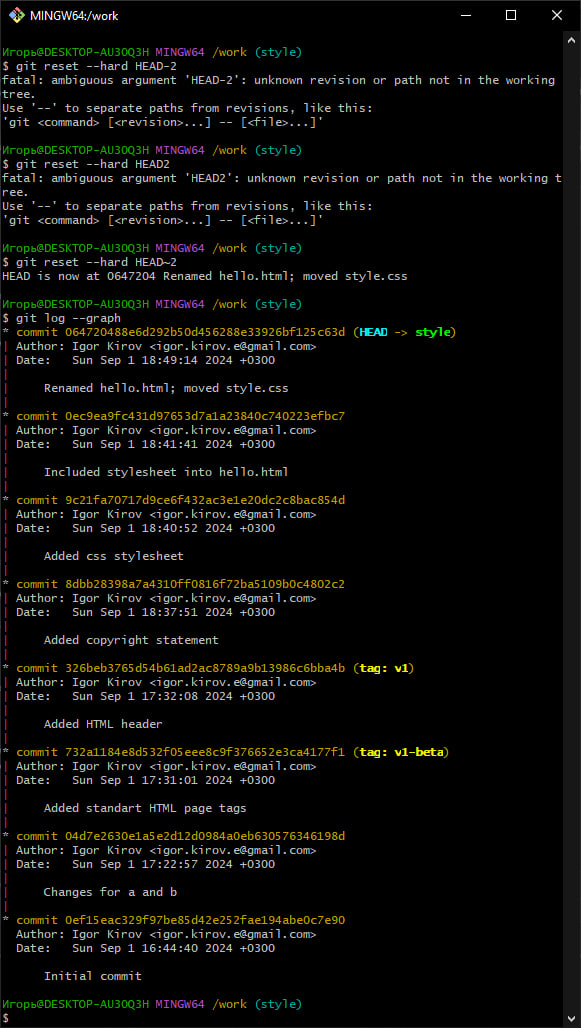 MINGW64:/work
Игорь@DESKTOP-AU3OQ3H MINGW64 /work (style)
$ git reset --hard HEAD-2
fatal: ambiguous argument 'HEAD-2': unknown revision or path not in the working
tree.
Use '--' to separate paths from revisions, like this:
'git <command> [<revision>...] -- [<file>...]'
Игорь@DESKTOP-AU3OQ3H MINGW64 /work (style)
$ git reset --hard HEAD2
fatal: ambiguous argument 'HEAD2': unknown revision or path not in the working t
ree.
Use '--' to separate paths from revisions, like this:
'git <command> [<revision>...] -- [<file>...]'
Игорь@DESKTOP-AU3OQ3H MINGW64 /work (style)
$ git reset --hard HEAD~2
HEAD is now at 0647204 Renamed hello.html; moved style.css
Игорь@DESKTOP-AU3OQ3H MINGW64 /work (style)
$ git log --graph
* commit 064720488e6d292b50d456288e33926bf125c63d (HEAD -> style)
| Author: Igor Kirov <igor.kirov.e@gmail.com>
| Date:   Sun Sep 1 18:49:14 2024 +0300
|
|     Renamed hello.html; moved style.css
|
* commit 0ec9ea9fc431d97653d7a1a23840c740223efbc7
| Author: Igor Kirov <igor.kirov.e@gmail.com>
| Date:   Sun Sep 1 18:41:41 2024 +0300
|
|     Included stylesheet into hello.html
|
* commit 9c21fa70717d9ce6f432ac3e1e20dc2c8bac854d
| Author: Igor Kirov <igor.kirov.e@gmail.com>
| Date:   Sun Sep 1 18:40:52 2024 +0300
|
|     Added css stylesheet
|
* commit 8dbb28398a7a4310ff0816f72ba5109b0c4802c2
| Author: Igor Kirov <igor.kirov.e@gmail.com>
| Date:   Sun Sep 1 18:37:51 2024 +0300
|
|     Added copyright statement
|
* commit 326beb3765d54b61ad2ac8789a9b13986c6bba4b (tag: v1)
| Author: Igor Kirov <igor.kirov.e@gmail.com>
| Date:   Sun Sep 1 17:32:08 2024 +0300
|
|     Added HTML header
|
* commit 732a1184e8d532f05eee8c9f376652e3ca4177f1 (tag: v1-beta)
| Author: Igor Kirov <igor.kirov.e@gmail.com>
| Date:   Sun Sep 1 17:31:01 2024 +0300
|
|     Added standart HTML page tags
|
* commit 04d7e2630e1a5e2d12d0984a0eb630576346198d
| Author: Igor Kirov <igor.kirov.e@gmail.com>
| Date:   Sun Sep 1 17:22:57 2024 +0300
|
|     Changes for a and b
|
* commit 0ef15eac329f97be85d42e252fae194abe0c7e90
  Author: Igor Kirov <igor.kirov.e@gmail.com>
  Date:   Sun Sep 1 16:44:40 2024 +0300
      Initial commit
Игорь@DESKTOP-AU3OQ3H MINGW64 /work (style)
$